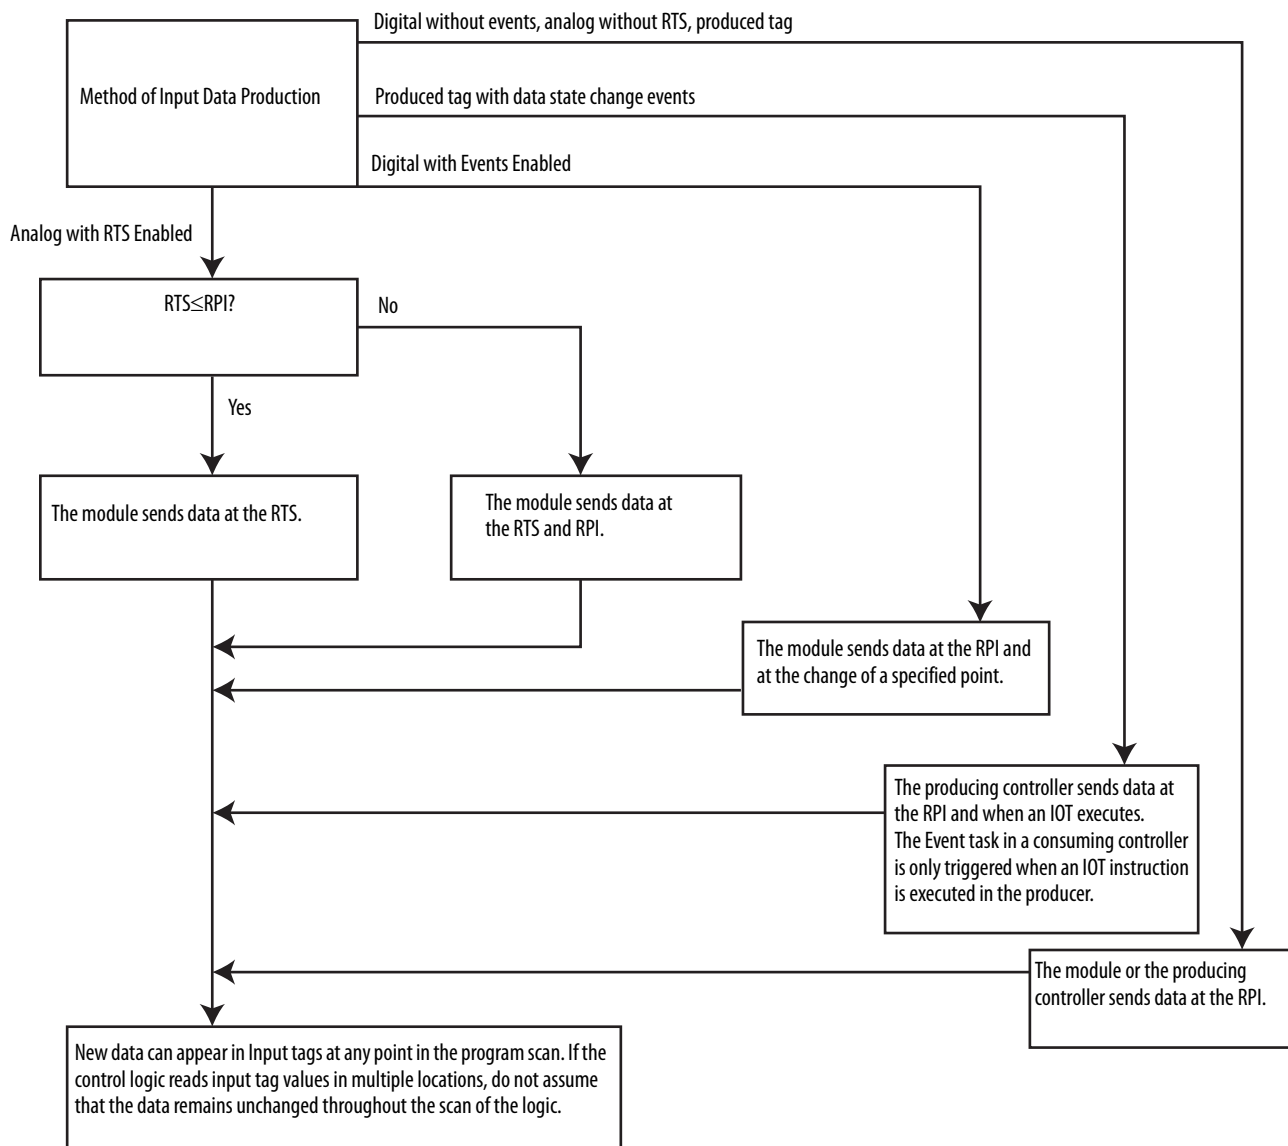 Digital without events, analog without RTS, produced tag
Method of Input Data Production
Produced tag with data state change events
Digital with Events Enabled
Analog with RTS Enabled
RTS≤RPI?
No
Yes
The module sends data at the RTS.
The module sends data at
the RTS and RPI.
The module sends data at the RPI and
at the change of a specified point.
The producing controller sends data at
the RPI and when an IOT executes.
The Event task in a consuming controller
is only triggered when an IOT instruction
is executed in the producer.
The module or the producing
controller sends data at the RPI.
New data can appear in Input tags at any point in the program scan. If the
control logic reads input tag values in multiple locations, do not assume
that the data remains unchanged throughout the scan of the logic.